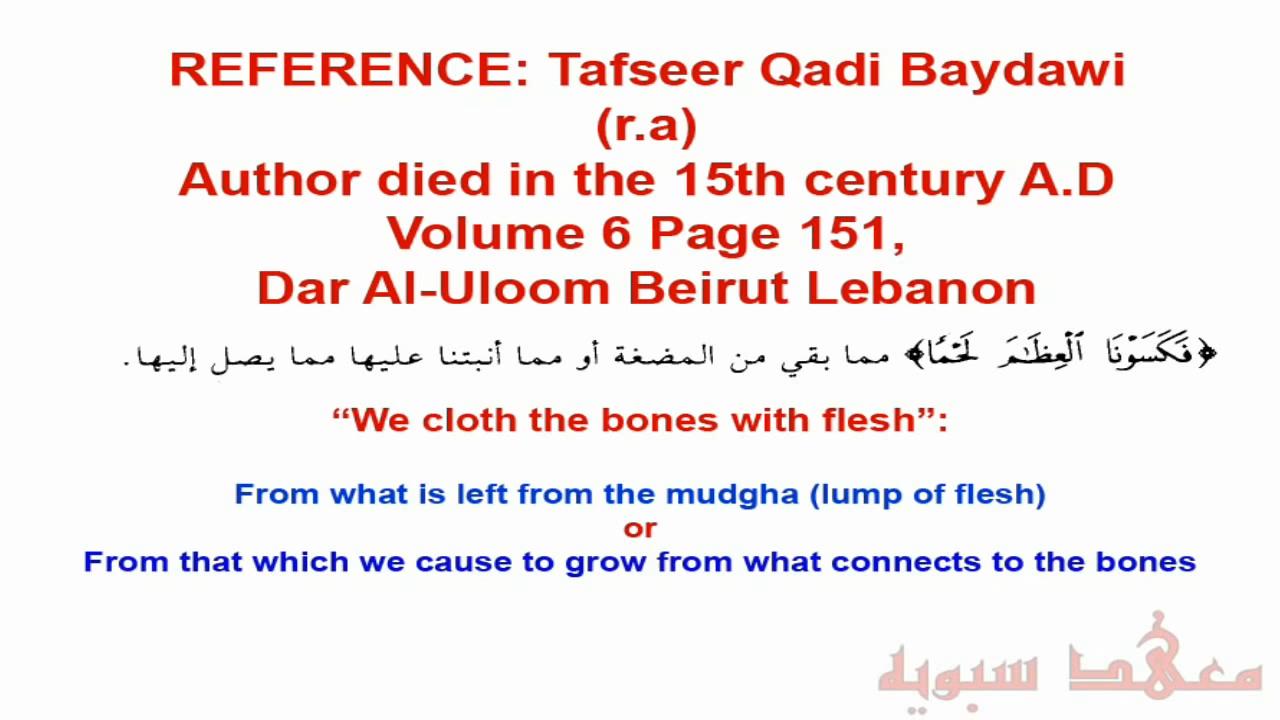 REFERENCE: Tafseer Qadi Baydawi
(r.a)
Author died in the 15th century A.D
Volume 6 Page 151,
Dar Al-Uloom Beirut Lebanon
﴿فَكَسَوْنَا ٱلْعِظَٰمَ لَحْمًا﴾ مما بقي من المضغة أو مما أنبتنا عليها مما يصل إليها.
“We cloth the bones with flesh”:
From what is left from the mudgha (lump of flesh)
or
From that which we cause to grow from what connects to the bones
معهد سيبويه